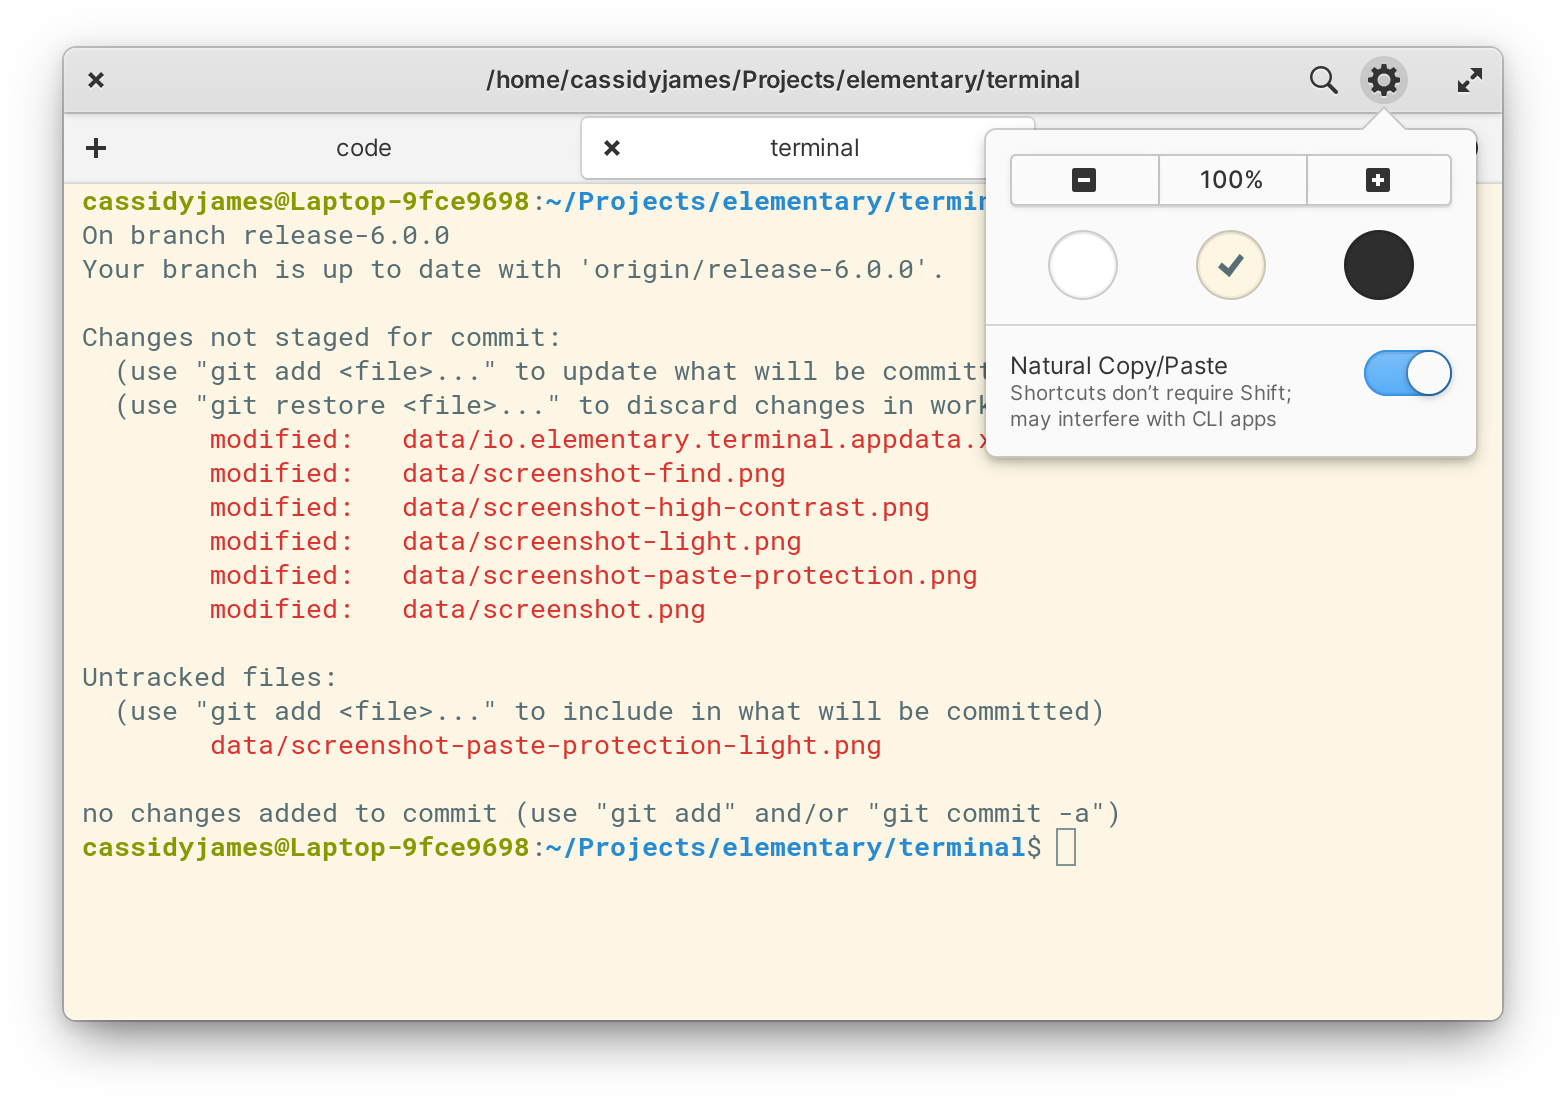 /home/cassidyjames/Projects/elementary/terminal
code
terminal
100%
Natural Copy/Paste
Shortcuts don’t require Shift;
may interfere with CLI apps
cassidyjames@Laptop-9fce9698:~/Projects/elementary/termin
On branch release-6.0.0
Your branch is up to date with 'origin/release-6.0.0'.
Changes not staged for commit:
(use "git add <file>..." to update what will be committ
(use "git restore <file>..." to discard changes in work
modified:   data/io.elementary.terminal.appdata.x
modified:   data/screenshot-find.png
modified:   data/screenshot-high-contrast.png
modified:   data/screenshot-light.png
modified:   data/screenshot-paste-protection.png
modified:   data/screenshot.png
Untracked files:
(use "git add <file>..." to include in what will be committed)
data/screenshot-paste-protection-light.png
no changes added to commit (use "git add" and/or "git commit -a")
cassidyjames@Laptop-9fce9698:~/Projects/elementary/terminal$